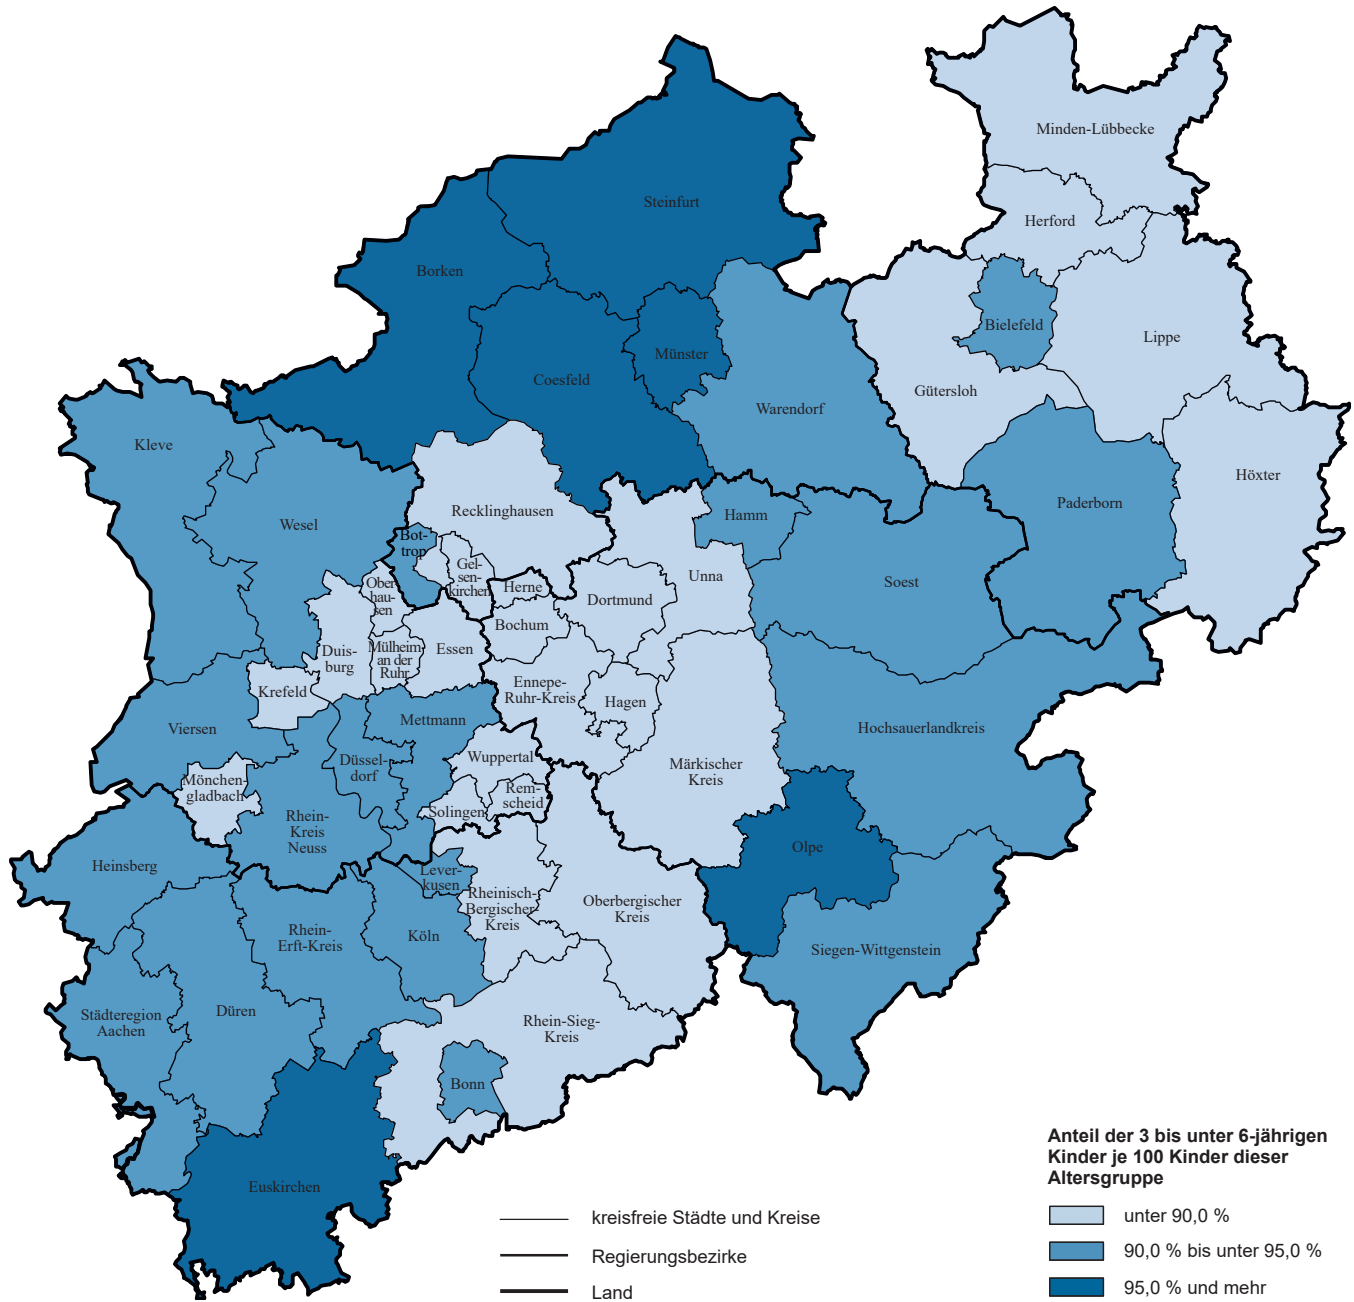 Minden-Lübbecke
Steinfurt
Herford
Borken
Bielefeld
Lippe
Münster
Coesfeld
Gütersloh
Warendorf
Kleve
Höxter
Paderborn
Recklinghausen
Hamm
Wesel
Bot-
trop
Gel-
sen-
kirchen
Unna
Soest
Ober-
hau-
sen
Herne
Dortmund
Bochum
Duis-
burg
Mülheim
an der
Ruhr
Essen
Krefeld
Ennepe-
Ruhr-Kreis
Hagen
Viersen
Mettmann
Hochsauerlandkreis
Düssel-
dorf
Wuppertal
Märkischer
Kreis
Mönchen-
gladbach
Rem-
scheid
Solingen
Rhein-
Kreis
Neuss
Olpe
Heinsberg
Lever-
kusen
Rheinisch-
Bergischer-
Kreis
Oberbergischer
Kreis
Rhein-
Erft-Kreis
Köln
Siegen-Wittgenstein
Städteregion
Aachen
Düren
Rhein-Sieg-
Kreis
Bonn
Euskirchen
kreisfreie Städte und Kreise
Regierungsbezirke
Land
Anteil der 3 bis unter 6-jährigen
Kinder je 100 Kinder dieser
Altersgruppe
unter 90,0 %
90,0 % bis unter 95,0 %
95,0 % und mehr